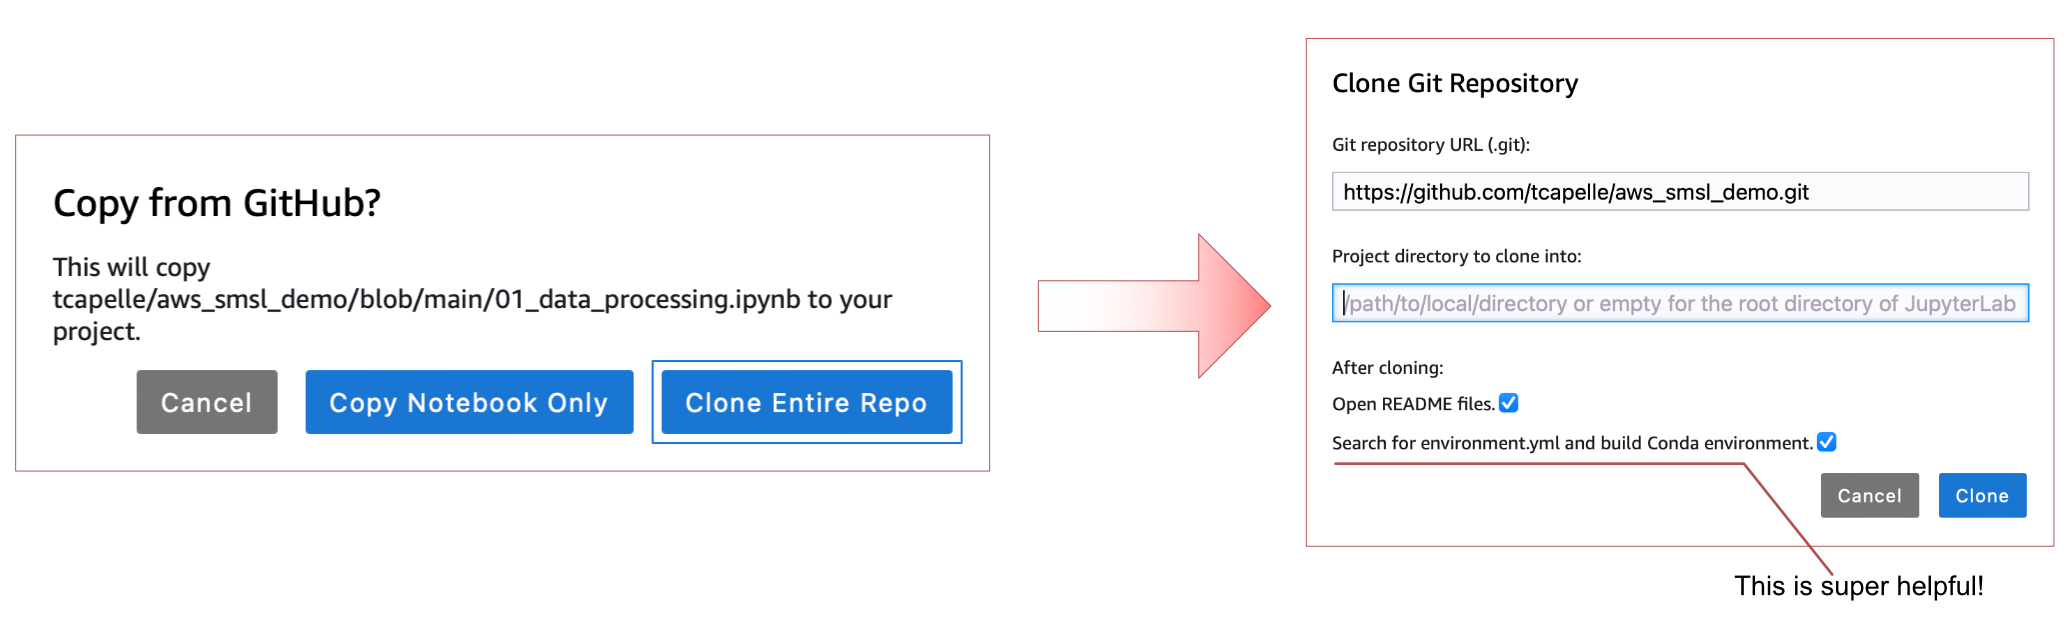 Copy from GitHub?
This will copy
tcapelle/aws_smsl_demo/blob/main/01_data_processing.ipynb to your
project.
Cancel
Copy Notebook Only
Clone Entire Repo
Clone Git Repository
Git repository URL (.git):
https://github.com/tcapelle/aws_smsl_demo.git
Project directory to clone into:
/path/to/local/directory or empty for the root directory of JupyterLab
After cloning:
Open README files.
Search for environment.yml and build Conda environment.
Cancel
Clone
This is super helpful!